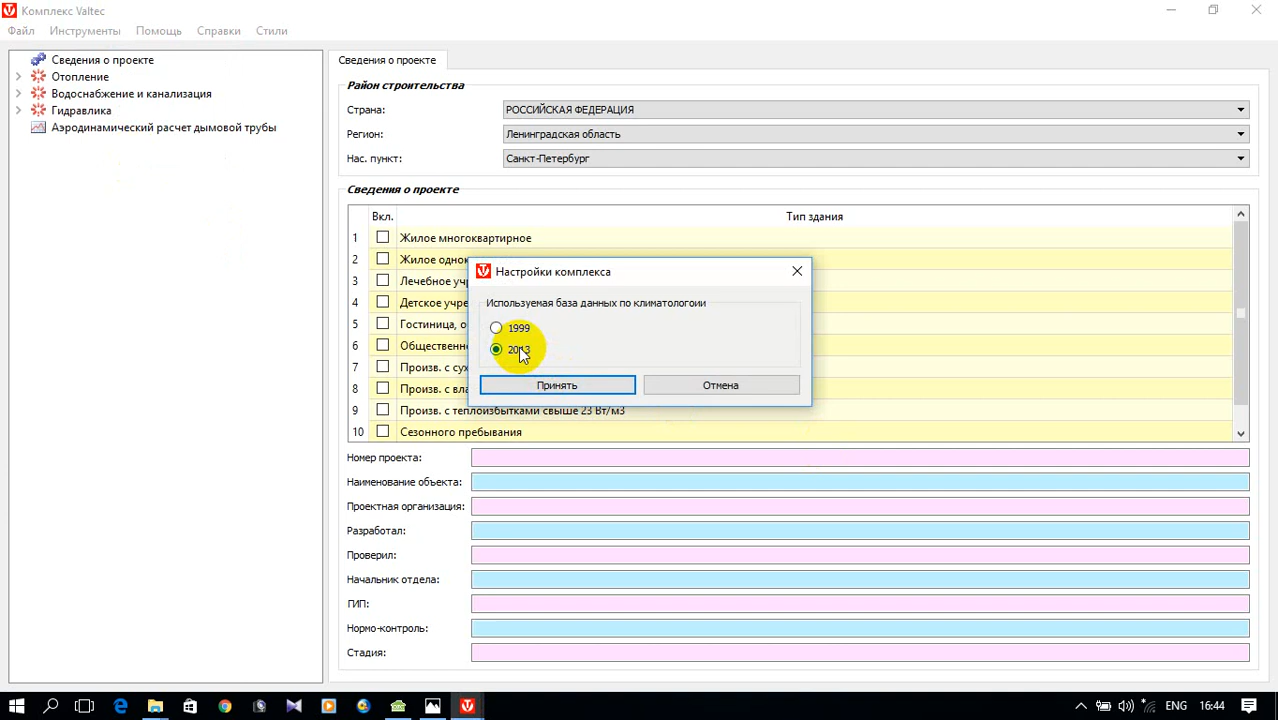 Комплекс Valtec
Файл Инструменты Помощь Справки Стили
Сведения о проекте
Отопление
Водоснабжение и канализация
Гидравлика
Аэродинамический расчет дымовой трубы
Сведения о проекте
Район строительства
Страна: РОССИЙСКАЯ ФЕДЕРАЦИЯ
Регион: Ленинградская область
Нас. пункт: Санкт-Петербург
Сведения о проекте
Вкл. Тип здания
1 Жилое многоквартирное
2 Жилое однок
3 Лечебное учр
4 Детское учре
5 Гостиница, о
6 Общественн
7 Произв. с сух
8 Произв. с вла
9 Произв. с теплоизбытками свыше 23 Вт/м3
10 Сезонного пребывания
Настройки комплекса
Используемая база данных по климатологоии
1999
2013
Принять Отмена
Номер проекта:
Наименование объекта:
Проектная организация:
Разработал:
Проверил:
Начальник отдела:
ГИП:
Нормо-контроль:
Стадия:
ENG 16:44